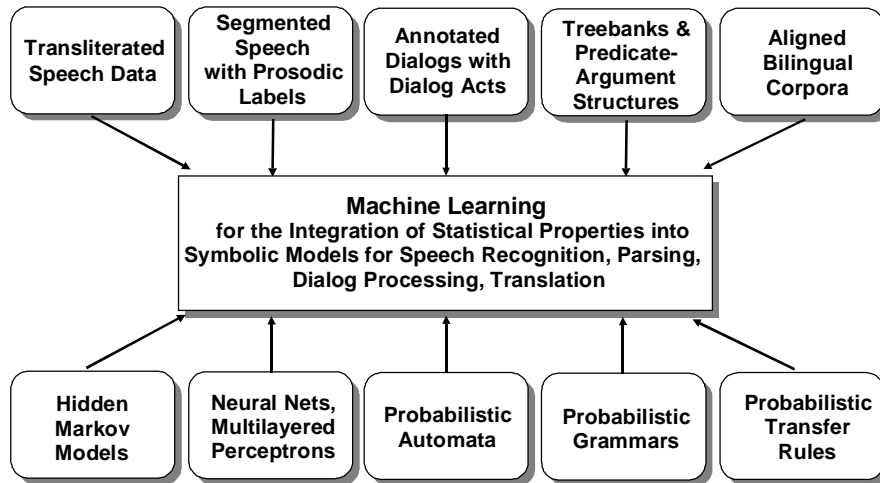 Transliterated
Speech Data
Segmented
Speech
with Prosodic
Labels
Annotated
Dialogs with
Dialog Acts
Treebanks &
Predicate-
Argument
Structures
Aligned
Bilingual
Corpora
Machine Learning
for the Integration of Statistical Properties into
Symbolic Models for Speech Recognition, Parsing,
Dialog Processing, Translation
Hidden
Markov
Models
Neural Nets,
Multilayered
Perceptrons
Probabilistic
Automata
Probabilistic
Grammars
Probabilistic
Transfer
Rules